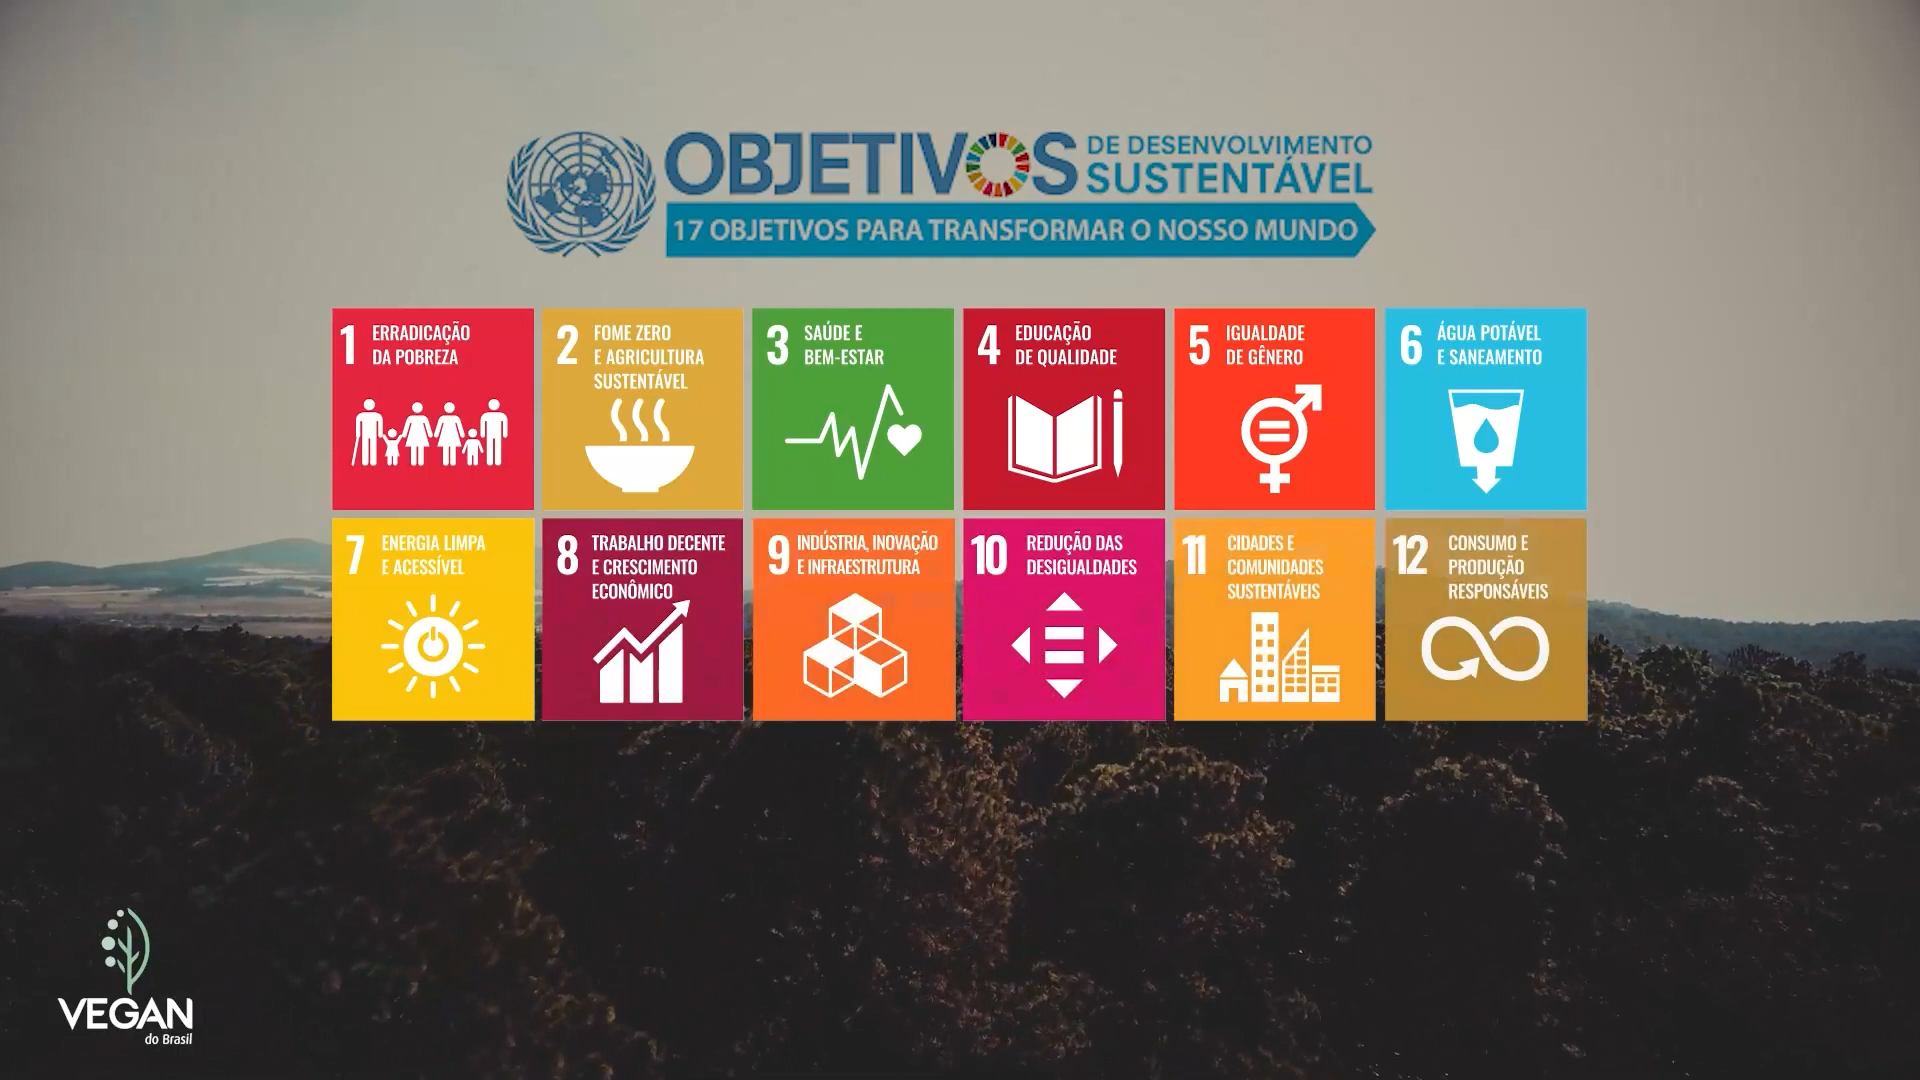 OBJETIVOS DE DESENVOLVIMENTO
SUSTENTÁVEL
17 OBJETIVOS PARA TRANSFORMAR O NOSSO MUNDO
1 ERRADICAÇÃO
DA POBREZA
2 FOME ZERO
E AGRICULTURA
SUSTENTÁVEL
3 SAÚDE E
BEM-ESTAR
4 EDUCAÇÃO
DE QUALIDADE
5 IGUALDADE
DE GÊNERO
6 ÁGUA POTÁVEL
E SANEAMENTO
7 ENERGIA LIMPA
E ACESSÍVEL
8 TRABALHO DECENTE
E CRESCIMENTO
ECONÔMICO
9 INDÚSTRIA, INOVAÇÃO
E INFRAESTRUTURA
10 REDUÇÃO DAS
DESIGUALDADES
11 CIDADES E
COMUNIDADES
SUSTENTÁVEIS
12 CONSUMO E
PRODUÇÃO
RESPONSÁVEIS
VEGAN
do Brasil